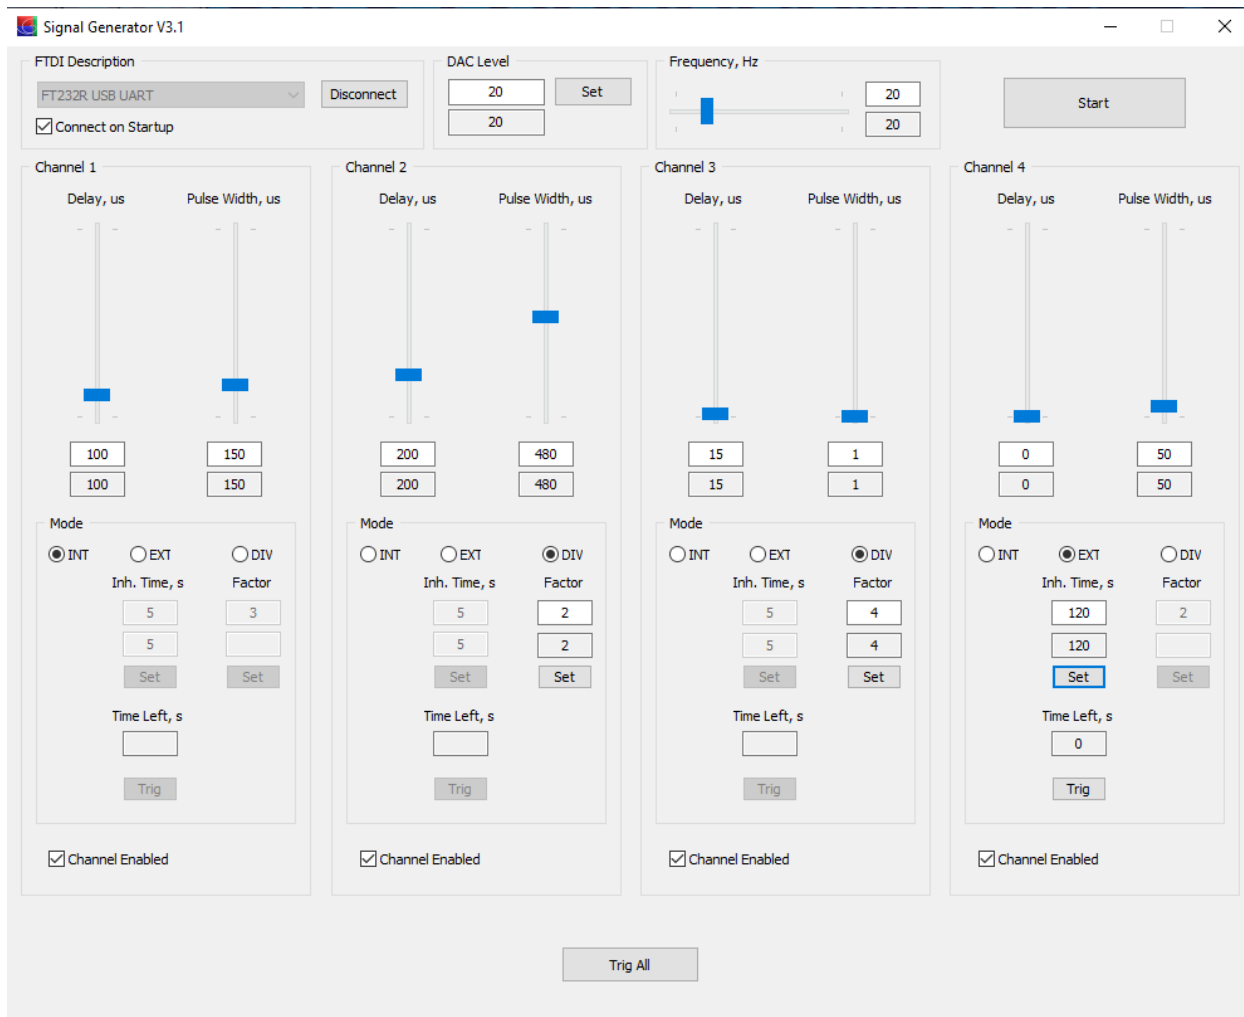 Signal Generator V3.1
FTDI Description
FT232R USB UART
Disconnect
Connect on Startup
DAC Level
20
Set
20
Frequency, Hz
20
20
Start
Channel 1
Delay, us Pulse Width, us
100 150
100 150
Mode
INT EXT DIV
Inh. Time, s Factor
5 3
5
Set Set
Time Left, s
Trig
Channel Enabled
Channel 2
Delay, us Pulse Width, us
200 480
200 480
Mode
INT EXT DIV
Inh. Time, s Factor
5 2
5 2
Set Set
Time Left, s
Trig
Channel Enabled
Channel 3
Delay, us Pulse Width, us
15 1
15 1
Mode
INT EXT DIV
Inh. Time, s Factor
5 4
5 4
Set Set
Time Left, s
Trig
Channel Enabled
Channel 4
Delay, us Pulse Width, us
0 50
0 50
Mode
INT EXT DIV
Inh. Time, s Factor
120 2
120
Set Set
Time Left, s
0
Trig
Channel Enabled
Trig All